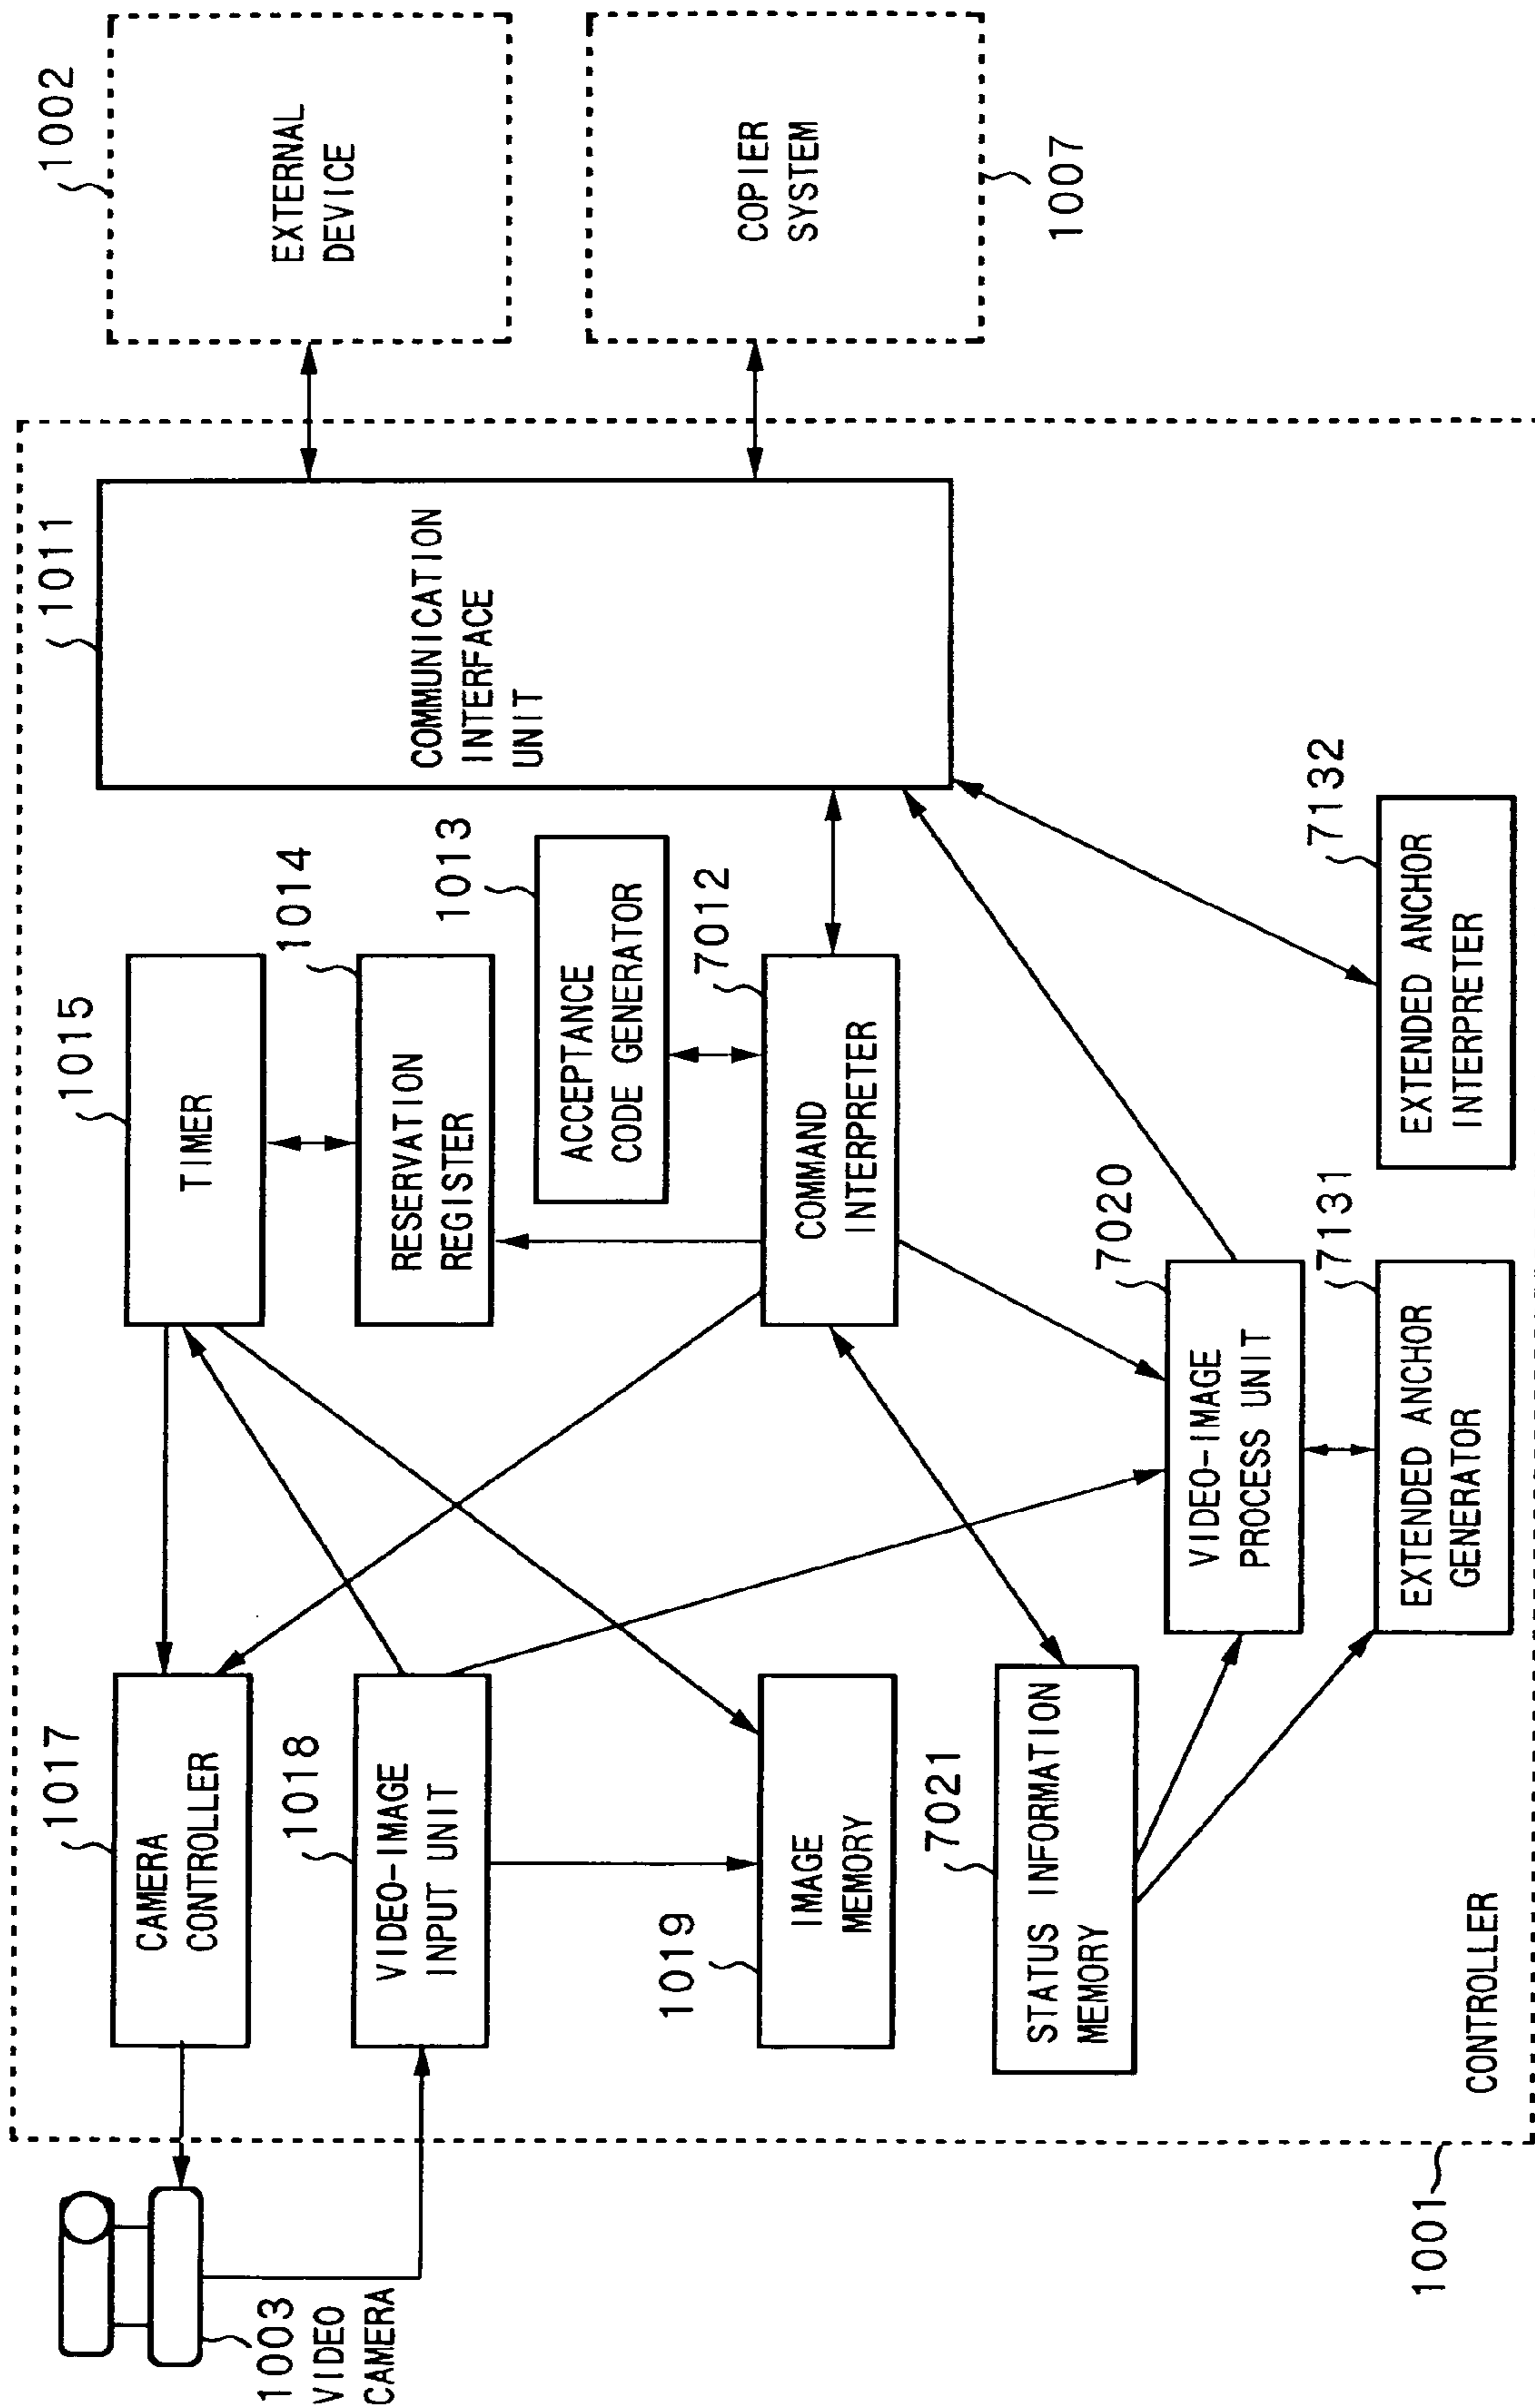 1003
VIDEO
CAMERA
1017
CAMERA
CONTROLLER
1018
VIDEO-IMAGE
INPUT UNIT
1019
IMAGE
MEMORY
7021
STATUS INFORMATION
MEMORY
1001
CONTROLLER
1015
TIMER
1014
RESERVATION
REGISTER
1013
ACCEPTANCE
CODE GENERATOR
7012
COMMAND
INTERPRETER
7020
VIDEO-IMAGE
PROCESS UNIT
7131
EXTENDED ANCHOR
GENERATOR
7132
EXTENDED ANCHOR
INTERPRETER
1011
COMMUNICATION
INTERFACE
UNIT
1002
EXTERNAL
DEVICE
COPIER
SYSTEM
1007